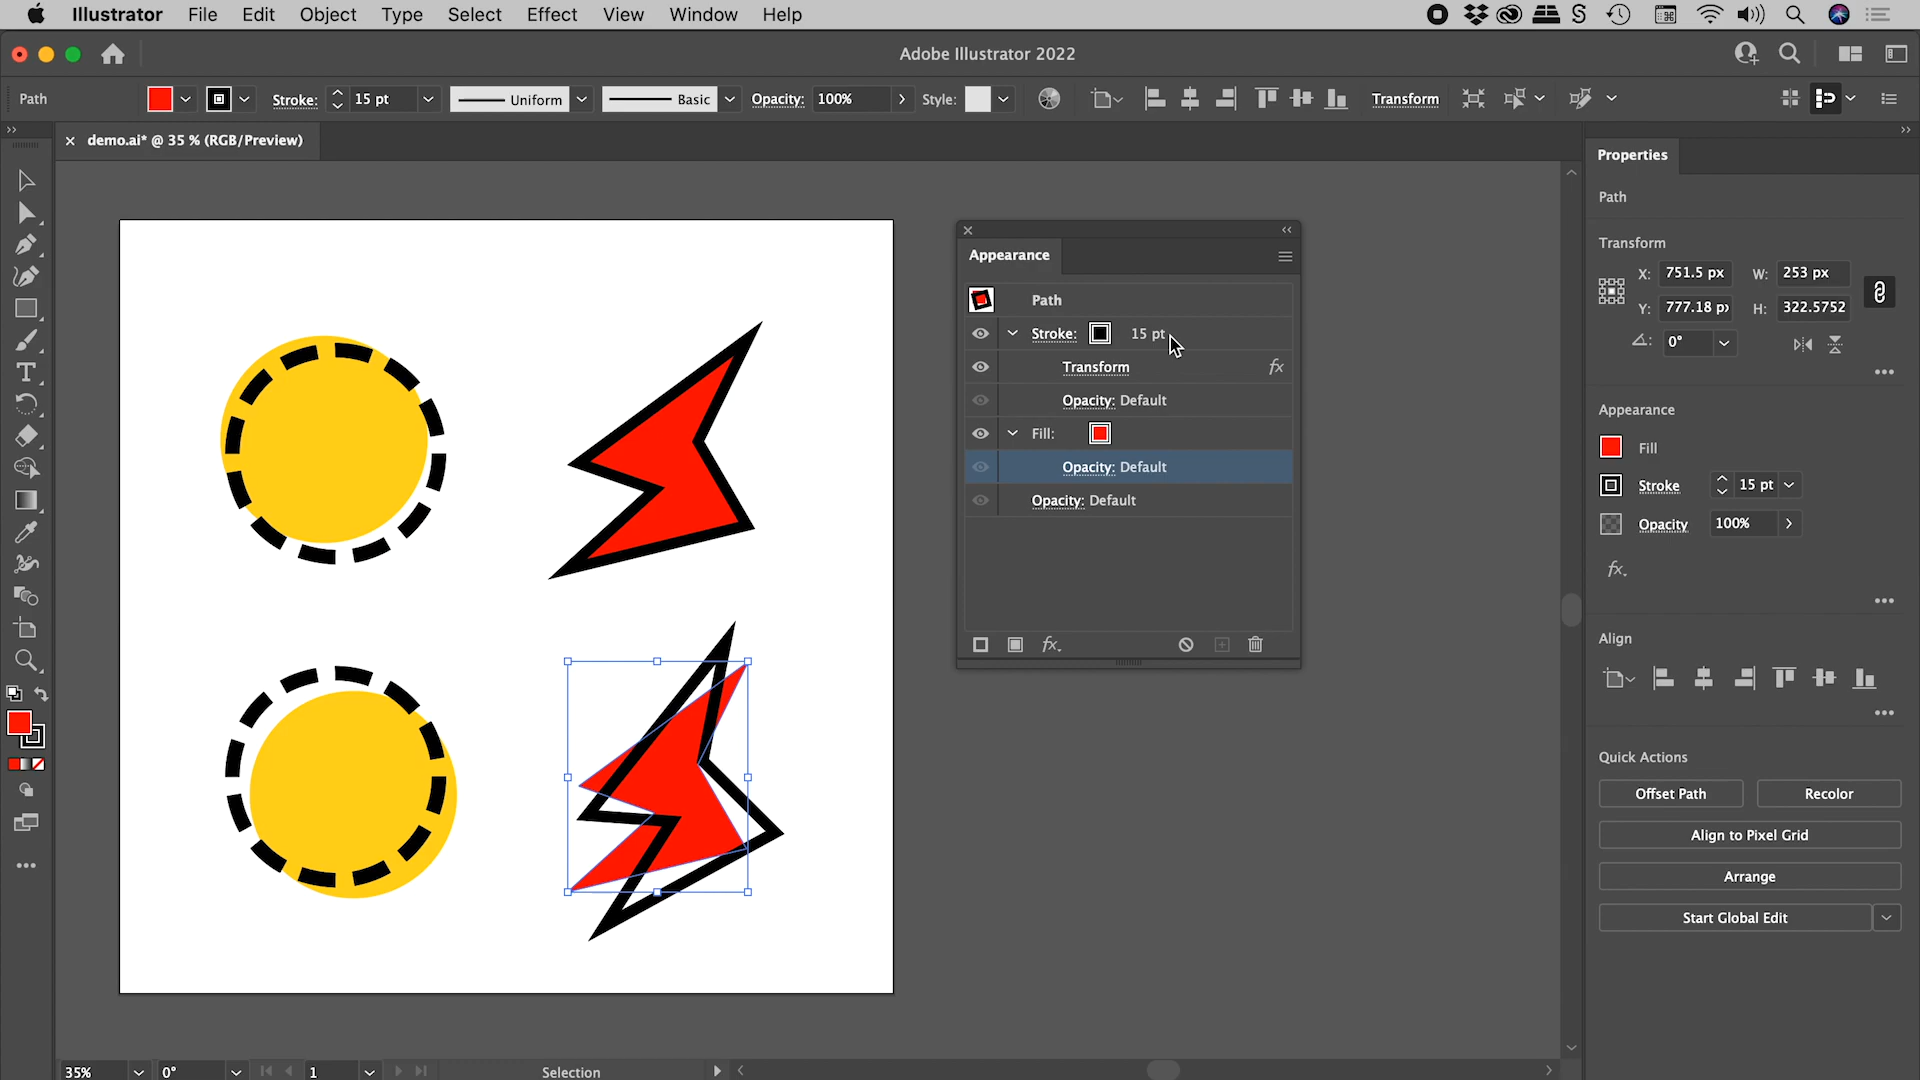 Illustrator File Edit Object Type Select Effect View Window Help
Adobe Illustrator 2022
Path Stroke: 15 pt Uniform Basic Opacity: 100% Style: Transform
demo.ai* @ 35 % (RGB/Preview)
Properties
Path
Transform
X: 751.5 px W: 253 px
Y: 777.18 px H: 322.5752
0°
Appearance
Fill
Stroke 15 pt
Opacity 100%
fx.
Align
Quick Actions
Offset Path Recolor
Align to Pixel Grid
Arrange
Start Global Edit
Appearance
Path
Stroke: 15 pt
Transform fx
Opacity: Default
Fill:
Opacity: Default
Opacity: Default
fx.
35% 0° 1 Selection